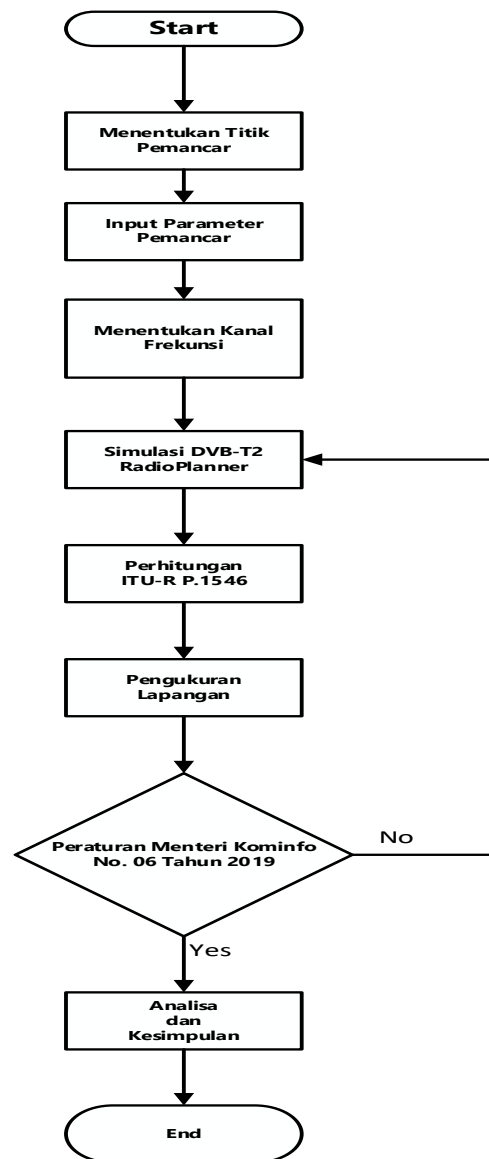 Start
Menentukan Titik
Pemancar
Input Parameter
Pemancar
Menentukan Kanal
Frekunsi
Simulasi DVB-T2
RadioPlanner
Perhitungan
ITU-R P.1546
Pengukuran
Lapangan
Peraturan Menteri Kominfo
No. 06 Tahun 2019
No
Yes
Analisa
dan
Kesimpulan
End